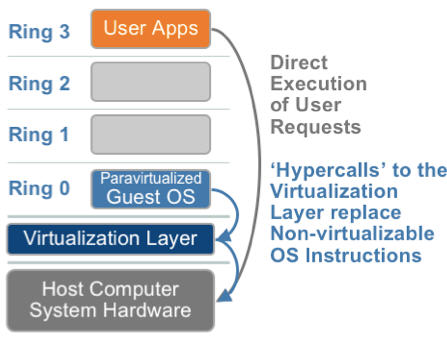 Ring 3
User Apps
Ring 2
Ring 1
Ring 0
Paravirtualized
Guest OS
Virtualization Layer
Host Computer
System Hardware
Direct
Execution
of User
Requests
‘Hypercalls’ to the
Virtualization
Layer replace
Non-virtualizable
OS Instructions